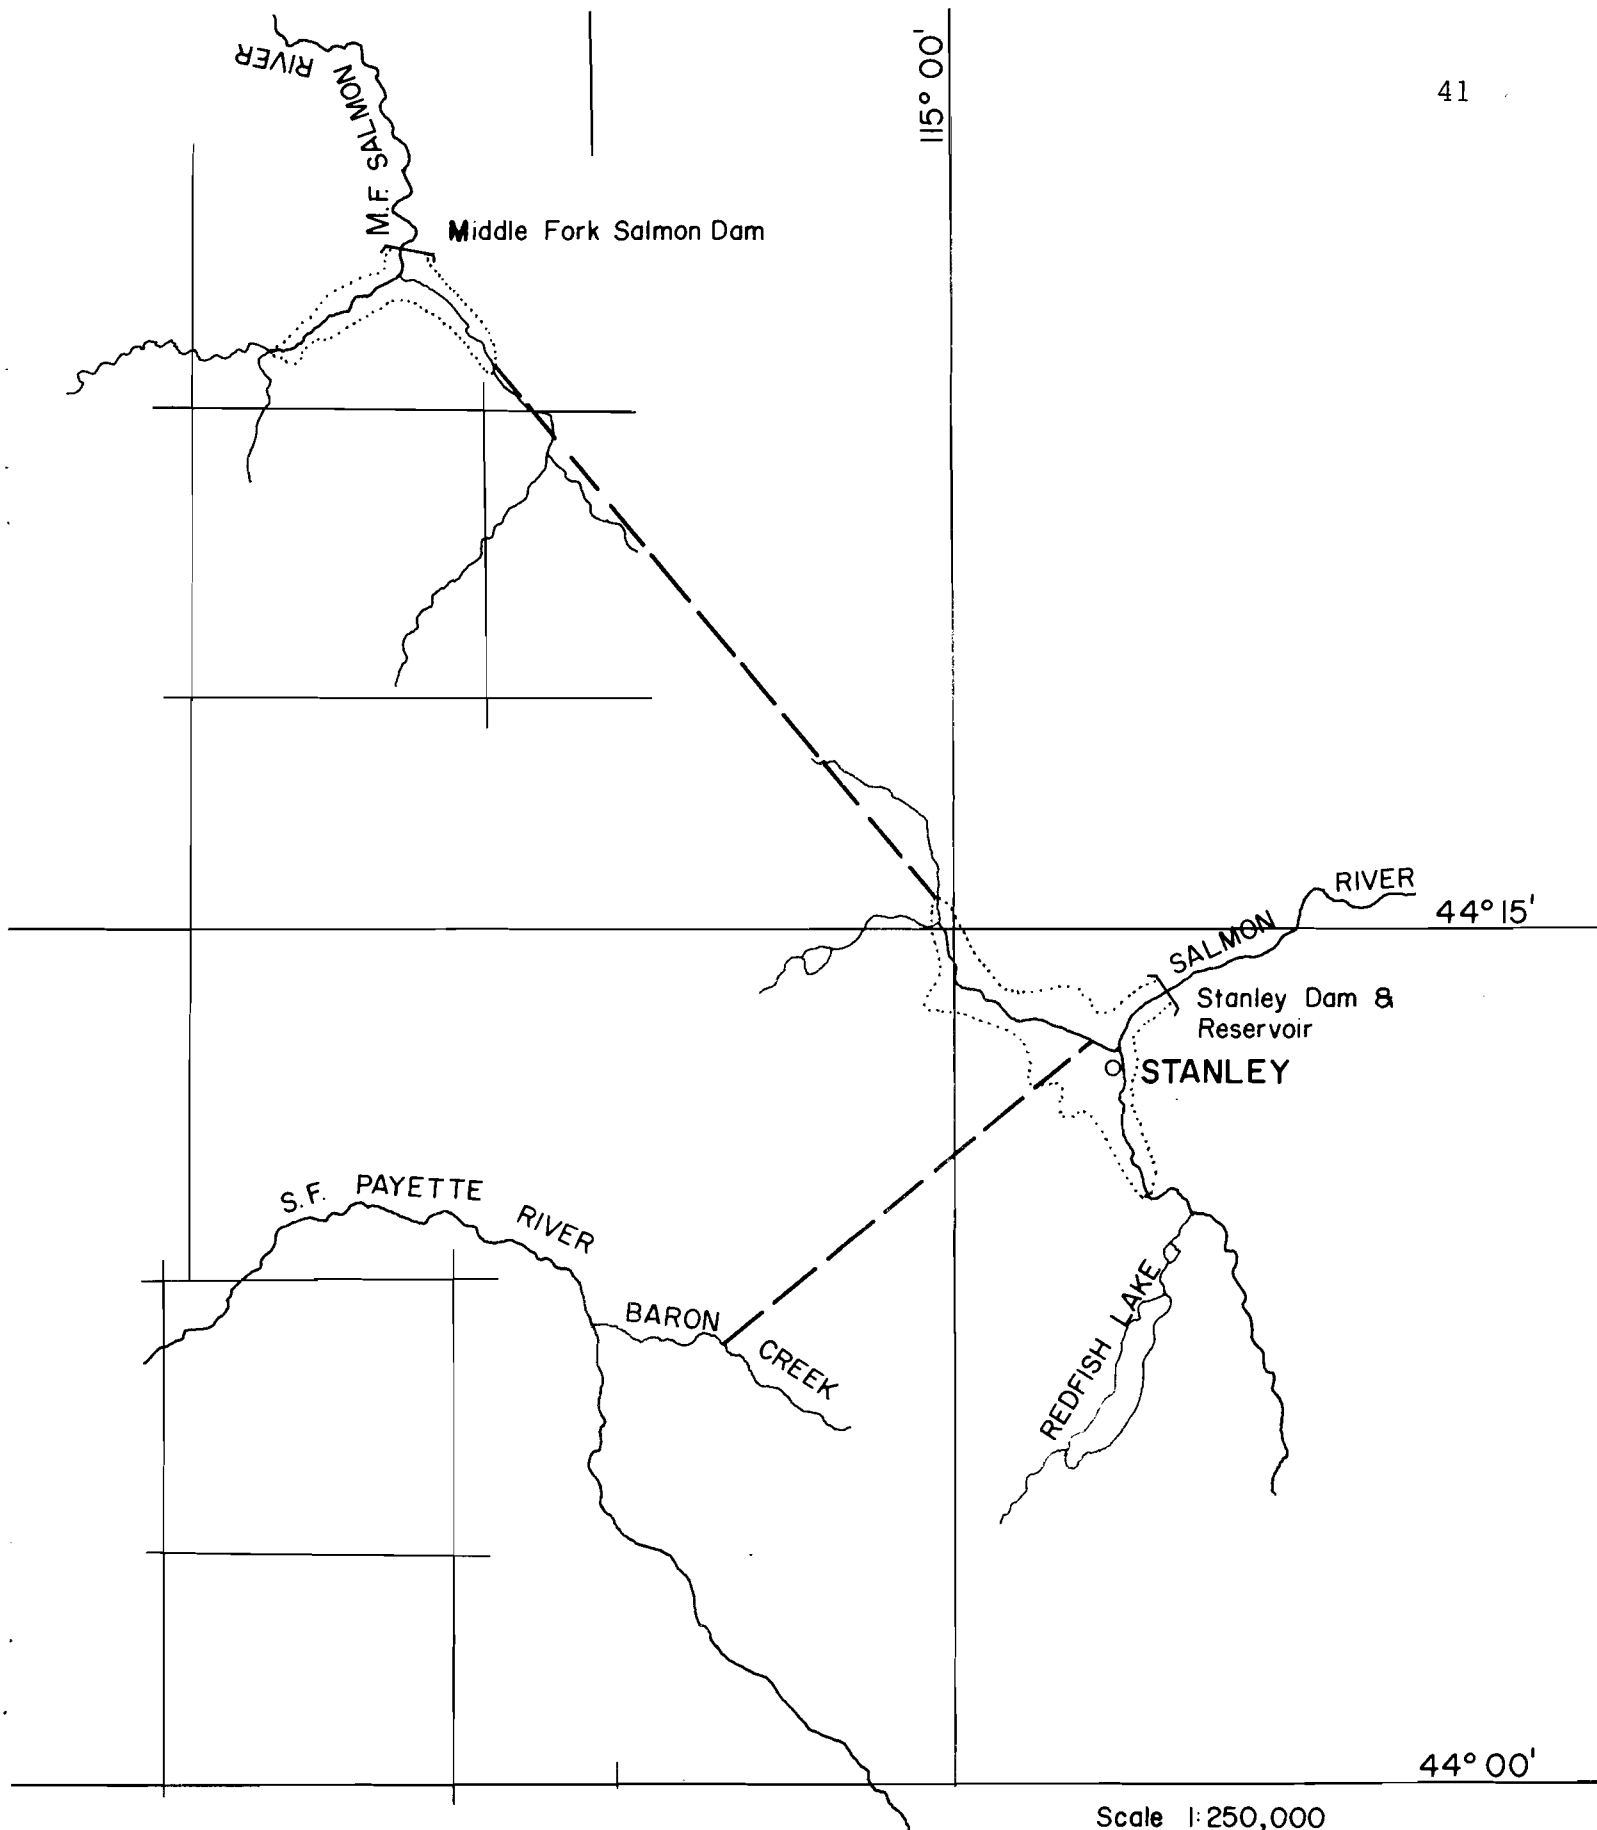 41
115° 00'
M.F. SALMON RIVER
Middle Fork Salmon Dam
SALMON RIVER
44° 15'
Stanley Dam &
Reservoir
STANLEY
S.F. PAYETTE RIVER
BARON CREEK
REDFISH LAKE
44° 00'
Scale 1:250,000